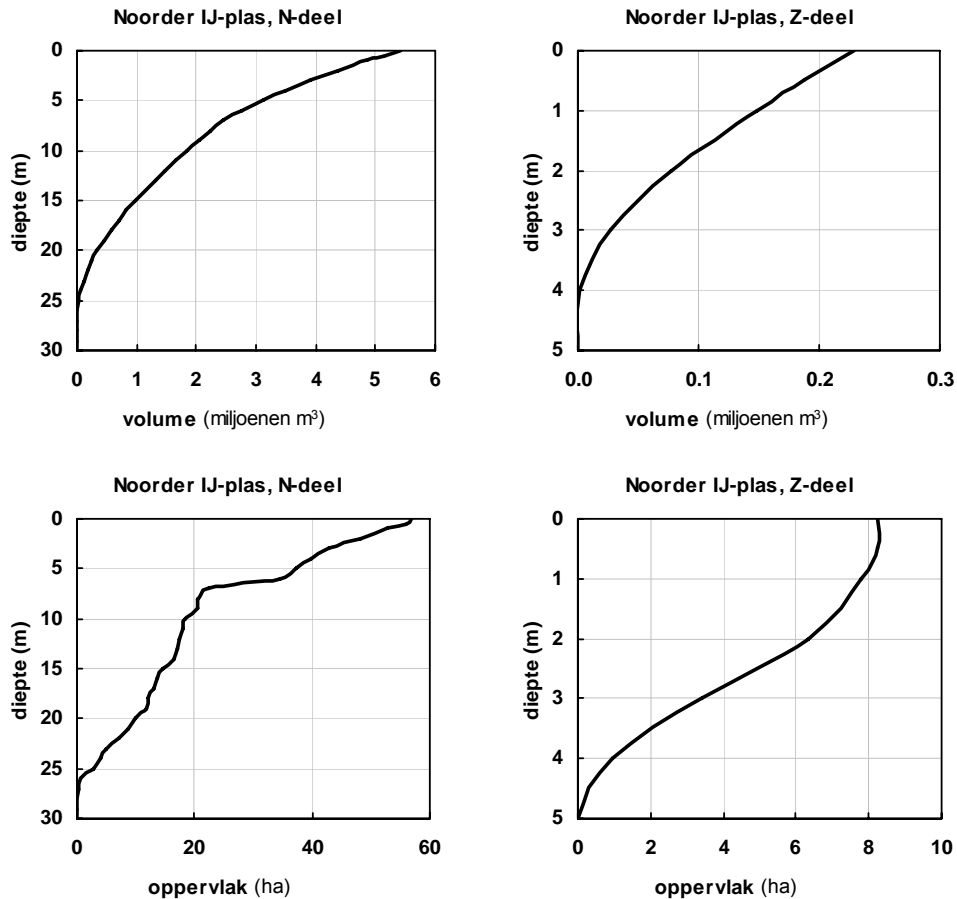 Noorder IJ-plas, N-deel
0
5
10
15
20
25
30
diepte (m)
0 1 2 3 4 5 6
volume (miljoenen m³)
Noorder IJ-plas, Z-deel
0
1
2
3
4
5
diepte (m)
0.0 0.1 0.2 0.3
volume (miljoenen m³)
Noorder IJ-plas, N-deel
0
5
10
15
20
25
30
diepte (m)
0 20 40 60
oppervlak (ha)
Noorder IJ-plas, Z-deel
0
1
2
3
4
5
diepte (m)
0 2 4 6 8 10
oppervlak (ha)